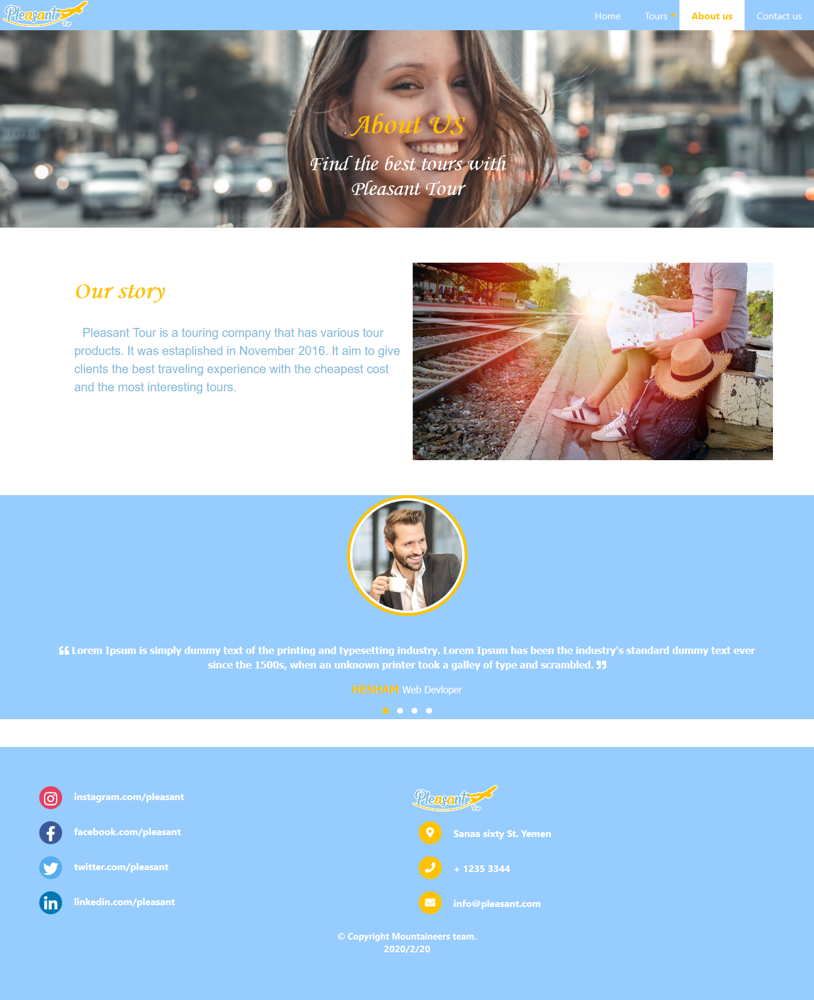 Pleasant
Tour
Home
Tours
About us
Contact us
About US
Find the best tours with
Pleasant Tour
Our story
Pleasant Tour is a touring company that has various tour
products. It was estaplished in November 2016. It aim to give
clients the best traveling experience with the cheapest cost
and the most interesting tours.
❝ Lorem Ipsum is simply dummy text of the printing and typesetting industry. Lorem Ipsum has been the industry's standard dummy text ever
since the 1500s, when an unknown printer took a galley of type and scrambled. ❞
HESHAM Web Devloper
instagram.com/pleasant
facebook.com/pleasant
twitter.com/pleasant
linkedin.com/pleasant
Pleasant
Tour
Sanaa sixty St. Yemen
+ 1235 3344
info@pleasant.com
© Copyright Mountaineers team.
2020/2/20